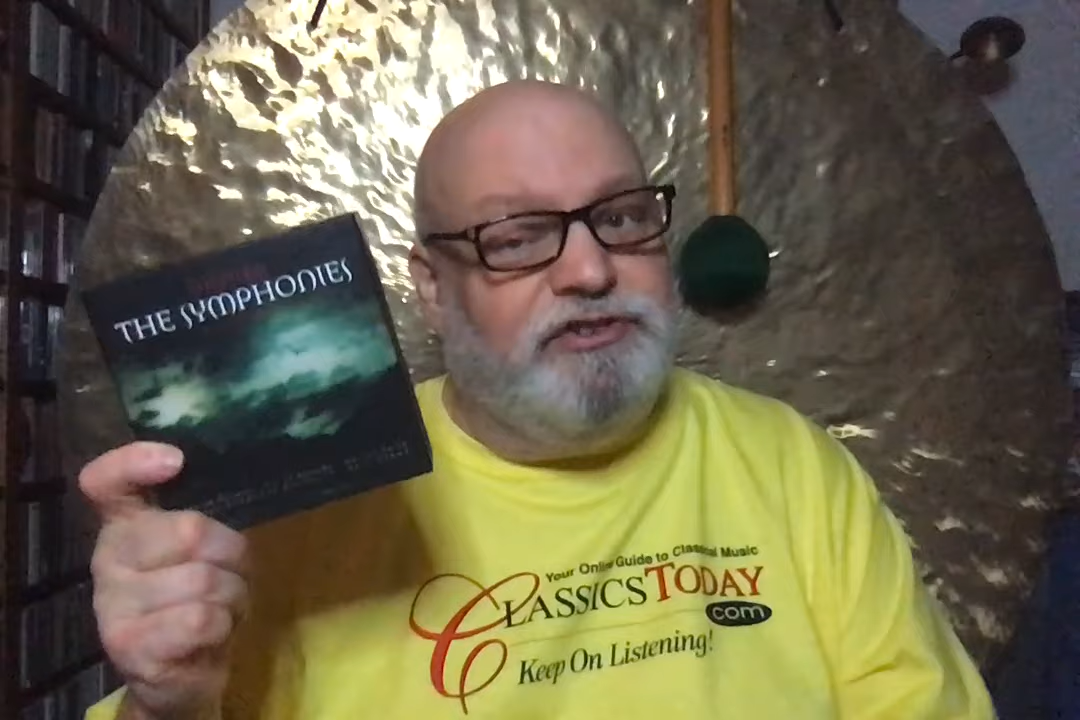 THE SYMPHONIES
Your Online Guide to Classical Music
CLASSICSTODAY
com
Keep On Listening!